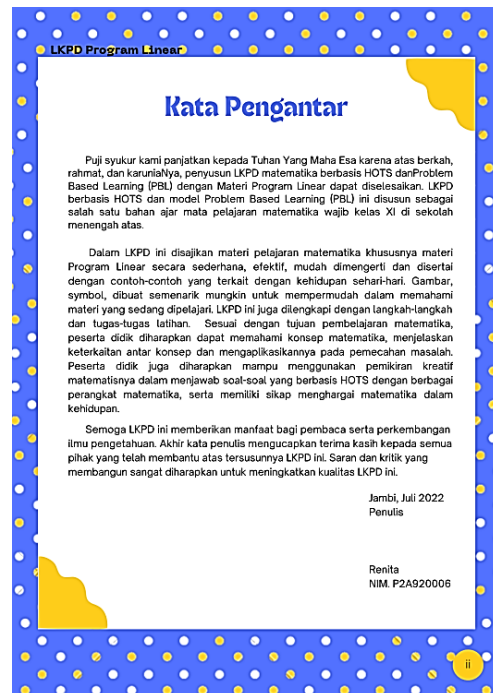 LKPD Program Linear
Kata Pengantar
Puji syukur kami panjatkan kepada Tuhan Yang Maha Esa karena atas berkah,
rahmat, dan karuniaNya, penyusun LKPD matematika berbasis HOTS danProblem
Based Learning (PBL) dengan Materi Program Linear dapat diselesaikan. LKPD
berbasis HOTS dan model Problem Based Learning (PBL) ini disusun sebagai
salah satu bahan ajar mata pelajaran matematika wajib kelas XI di sekolah
menengah atas.
Dalam LKPD ini disajikan materi pelajaran matematika khususnya materi
Program Linear secara sederhana, efektif, mudah dimengerti dan disertai
dengan contoh-contoh yang terkait dengan kehidupan sehari-hari. Gambar,
symbol, dibuat semenarik mungkin untuk mempermudah dalam memahami
materi yang sedang dipelajari. LKPD ini juga dilengkapi dengan langkah-langkah
dan tugas-tugas latihan. Sesuai dengan tujuan pembelajaran matematika,
peserta didik diharapkan dapat memahami konsep matematika, menjelaskan
keterkaitan antar konsep dan mengaplikasikannya pada pemecahan masalah.
Peserta didik juga diharapkan mampu menggunakan pemikiran kreatif
matematisnya dalam menjawab soal-soal yang berbasis HOTS dengan berbagai
perangkat matematika, serta memiliki sikap menghargai matematika dalam
kehidupan.
Semoga LKPD ini memberikan manfaat bagi pembaca serta perkembangan
ilmu pengetahuan. Akhir kata penulis mengucapkan terima kasih kepada semua
pihak yang telah membantu atas tersusunnya LKPD ini. Saran dan kritik yang
membangun sangat diharapkan untuk meningkatkan kualitas LKPD ini.
Jambi, Juli 2022
Penulis
Renita
NIM. P2A920006
ii